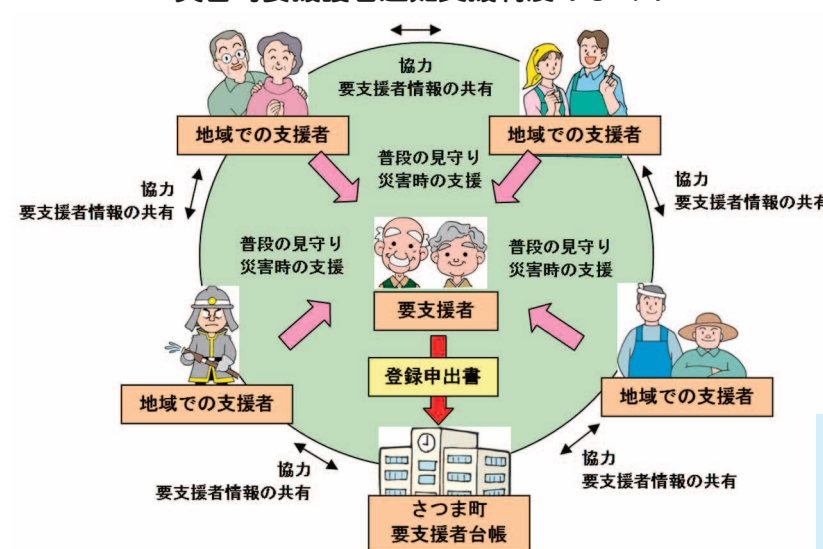 協力
要支援者情報の共有
地域での支援者
地域での支援者
普段の見守り
災害時の支援
協力
要支援者情報の共有
協力
要支援者情報の共有
普段の見守り
災害時の支援
普段の見守り
災害時の支援
要支援者
登録申出書
地域での支援者
地域での支援者
協力
要支援者情報の共有
協力
要支援者情報の共有
さつま町
要支援者台帳